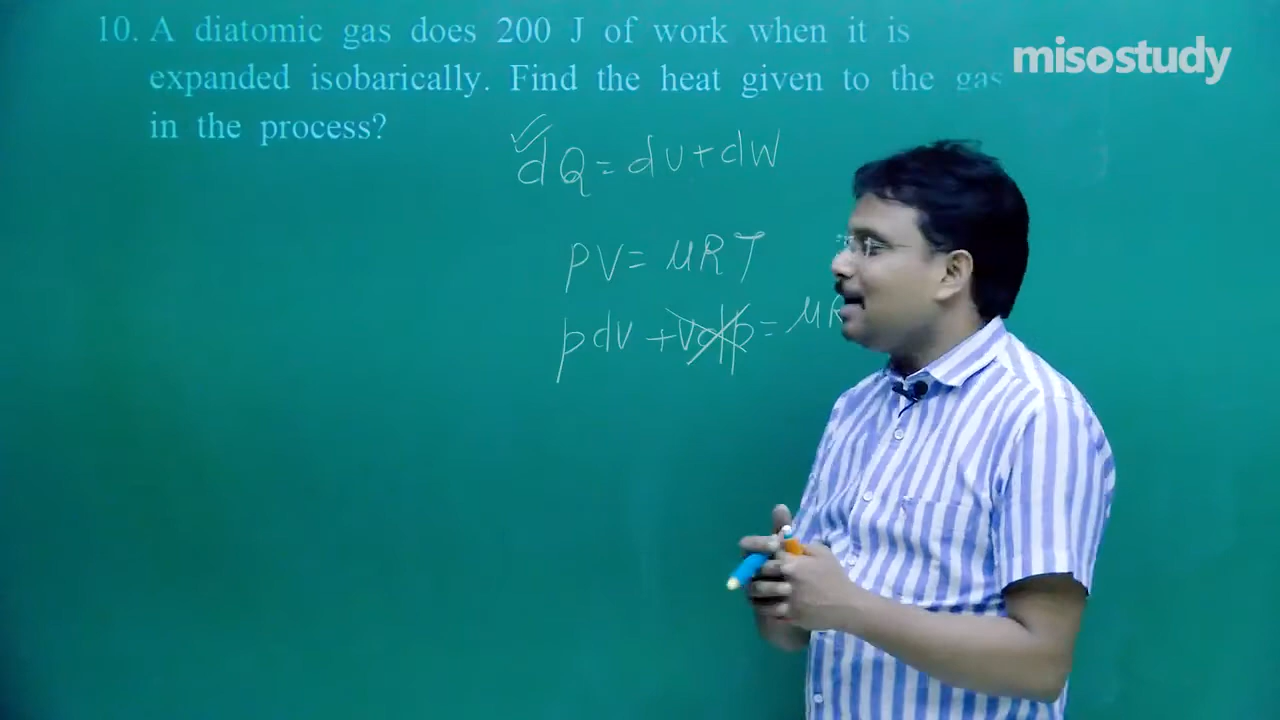 10. A diatomic gas does 200 J of work when it is
misostudy
expanded isobarically. Find the heat given to the gas
in the process?
✓dQ = dU + dW
PV = μRT
pdV + Vdp = μR